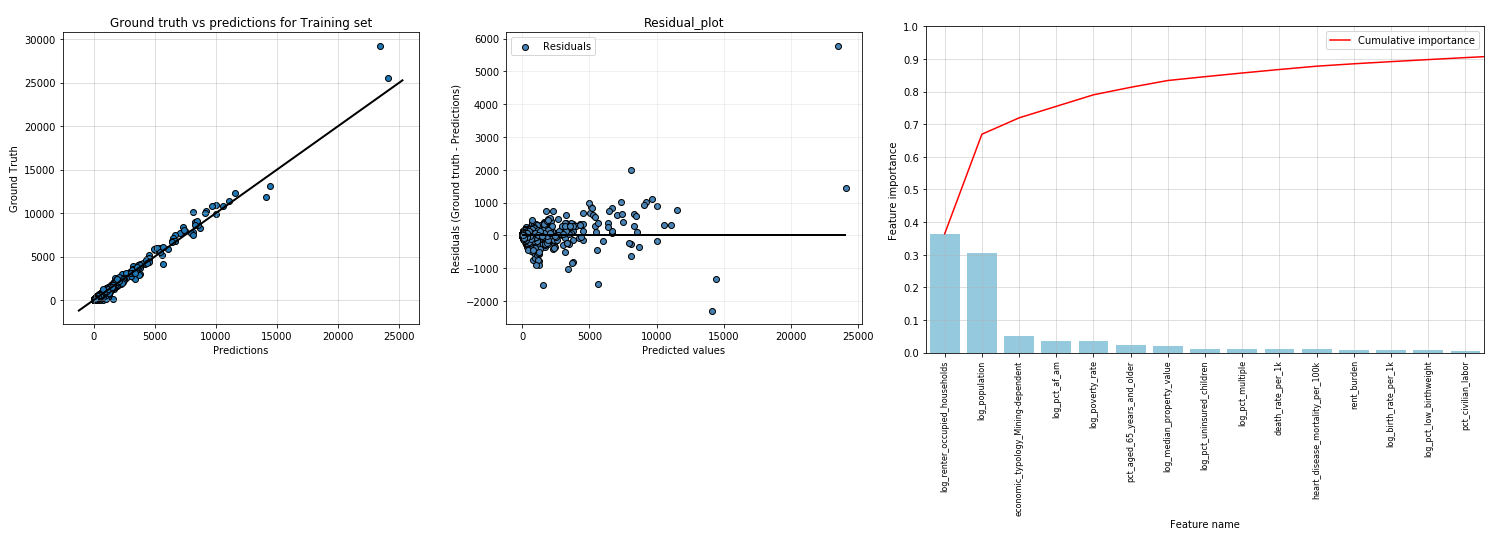 Ground truth vs predictions for Training set
Ground Truth
30000
25000
20000
15000
10000
5000
0
0
5000
10000
15000
20000
25000
Predictions
Residual_plot
Residuals
Residuals (Ground truth - Predictions)
6000
5000
4000
3000
2000
1000
0
−1000
−2000
0
5000
10000
15000
20000
25000
Predicted values
Cumulative importance
Feature importance
1.0
0.9
0.8
0.7
0.6
0.5
0.4
0.3
0.2
0.1
0.0
log_renter_occupied_households
log_population
economic_typology_Mining-dependent
log_pct_af_am
log_poverty_rate
pct_aged_65_years_and_older
log_median_property_value
log_pct_uninsured_children
log_pct_multiple
death_rate_per_1k
heart_disease_mortality_per_100k
rent_burden
log_birth_rate_per_1k
log_pct_low_birthweight
pct_civilian_labor
Feature name